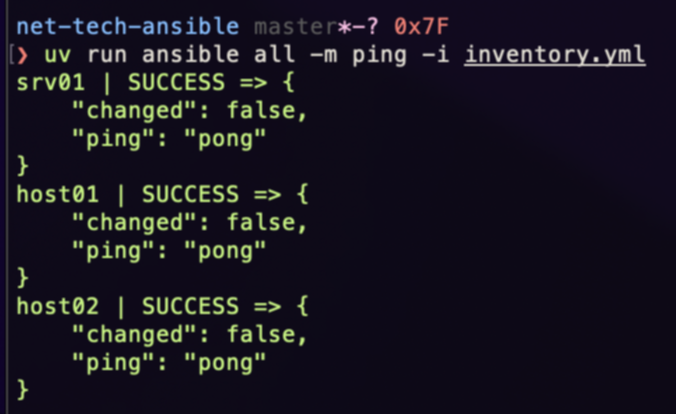 net-tech-ansible master*-? 0x7F
[❯ uv run ansible all -m ping -i inventory.yml
srv01 | SUCCESS => {
    "changed": false,
    "ping": "pong"
}
host01 | SUCCESS => {
    "changed": false,
    "ping": "pong"
}
host02 | SUCCESS => {
    "changed": false,
    "ping": "pong"
}